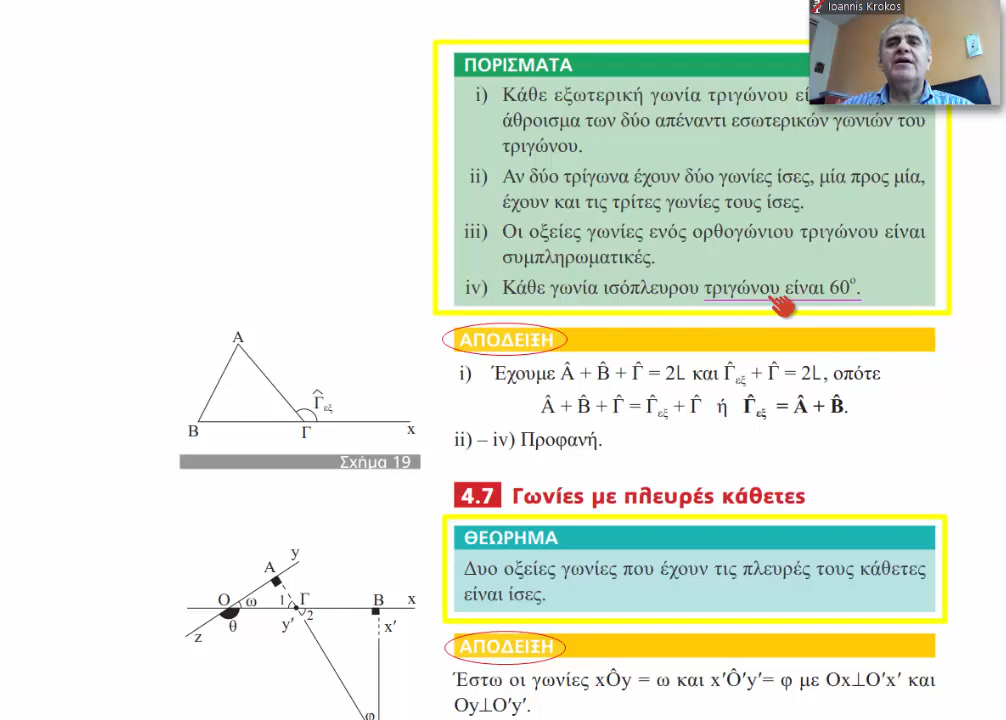 Ioannis Krokos
ΠΟΡΙΣΜΑΤΑ
i) Κάθε εξωτερική γωνία τριγώνου
άθροισμα των δύο απέναντι εσωτερικών γωνιών του
τριγώνου.
ii) Αν δύο τρίγωνα έχουν δύο γωνίες ίσες, μία προς μία,
έχουν και τις τρίτες γωνίες τους ίσες.
iii) Οι οξείες γωνίες ενός ορθογώνιου τριγώνου είναι
συμπληρωματικές.
iv) Κάθε γωνία ισόπλευρου τριγώνου είναι 60°.
ΑΠΟΔΕΙΞΗ
i) Έχουμε Â + B̂ + Γ̂ = 2L και Γ̂εξ + Γ̂ = 2L, οπότε
Â + B̂ + Γ̂ = Γ̂εξ + Γ̂ ή Γ̂εξ = Â + B̂.
ii) – iv) Προφανή.
A
Γ̂εξ
B Γ x
Σχήμα 19
4.7 Γωνίες με πλευρές κάθετες
ΘΕΩΡΗΜΑ
Δυο οξείες γωνίες που έχουν τις πλευρές τους κάθετες
είναι ίσες.
ΑΠΟΔΕΙΞΗ
Έστω οι γωνίες xÔy = ω και x′Ô′y′= φ με Ox⊥O′x′ και
Oy⊥O′y′.
y
A
O ω 1 Γ B x
z θ y′ 2 x′
φ